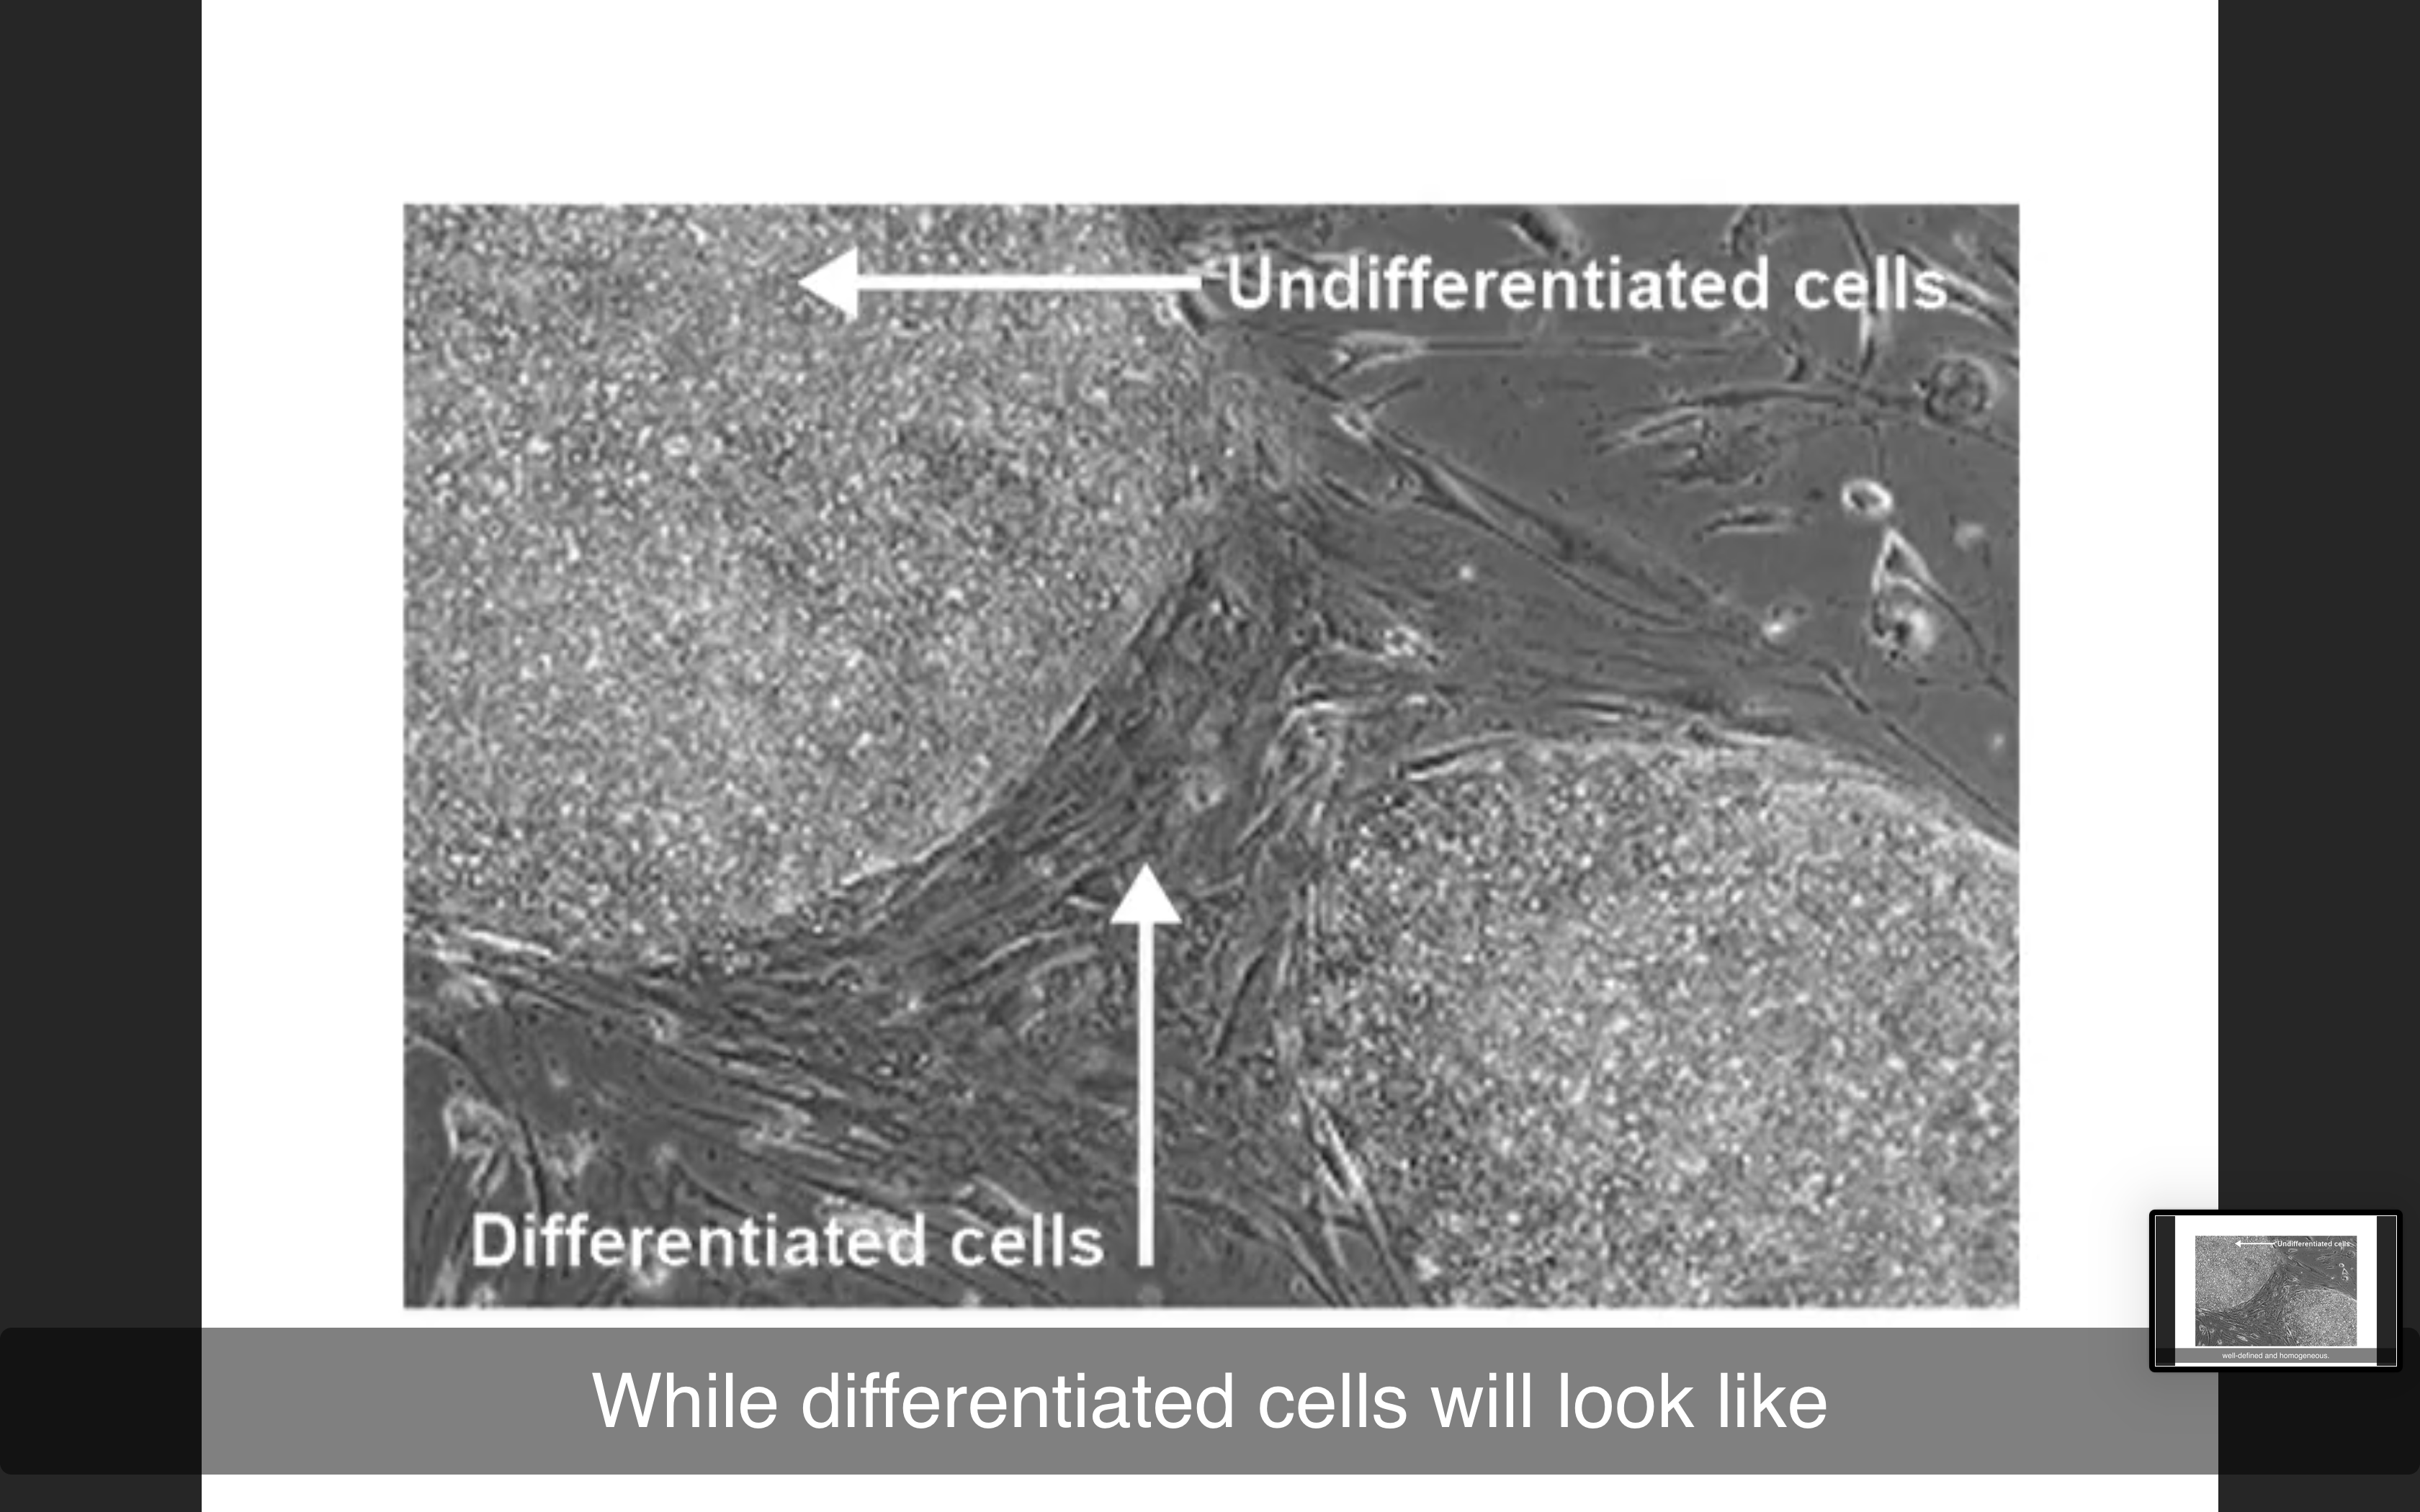 Undifferentiated cells
Differentiated cells
While differentiated cells will look like
Undifferentiated cells
well-defined and homogeneous.